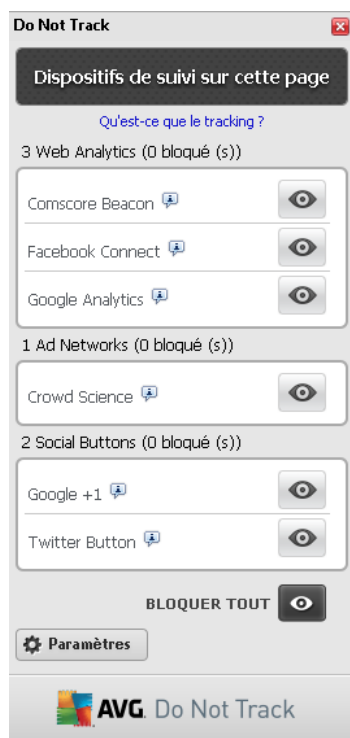 Do Not Track
Dispositifs de suivi sur cette page
Qu'est-ce que le tracking ?
3 Web Analytics (0 bloqué (s))
Comscore Beacon
Facebook Connect
Google Analytics
1 Ad Networks (0 bloqué (s))
Crowd Science
2 Social Buttons (0 bloqué (s))
Google +1
Twitter Button
BLOQUER TOUT
Paramètres
AVG. Do Not Track